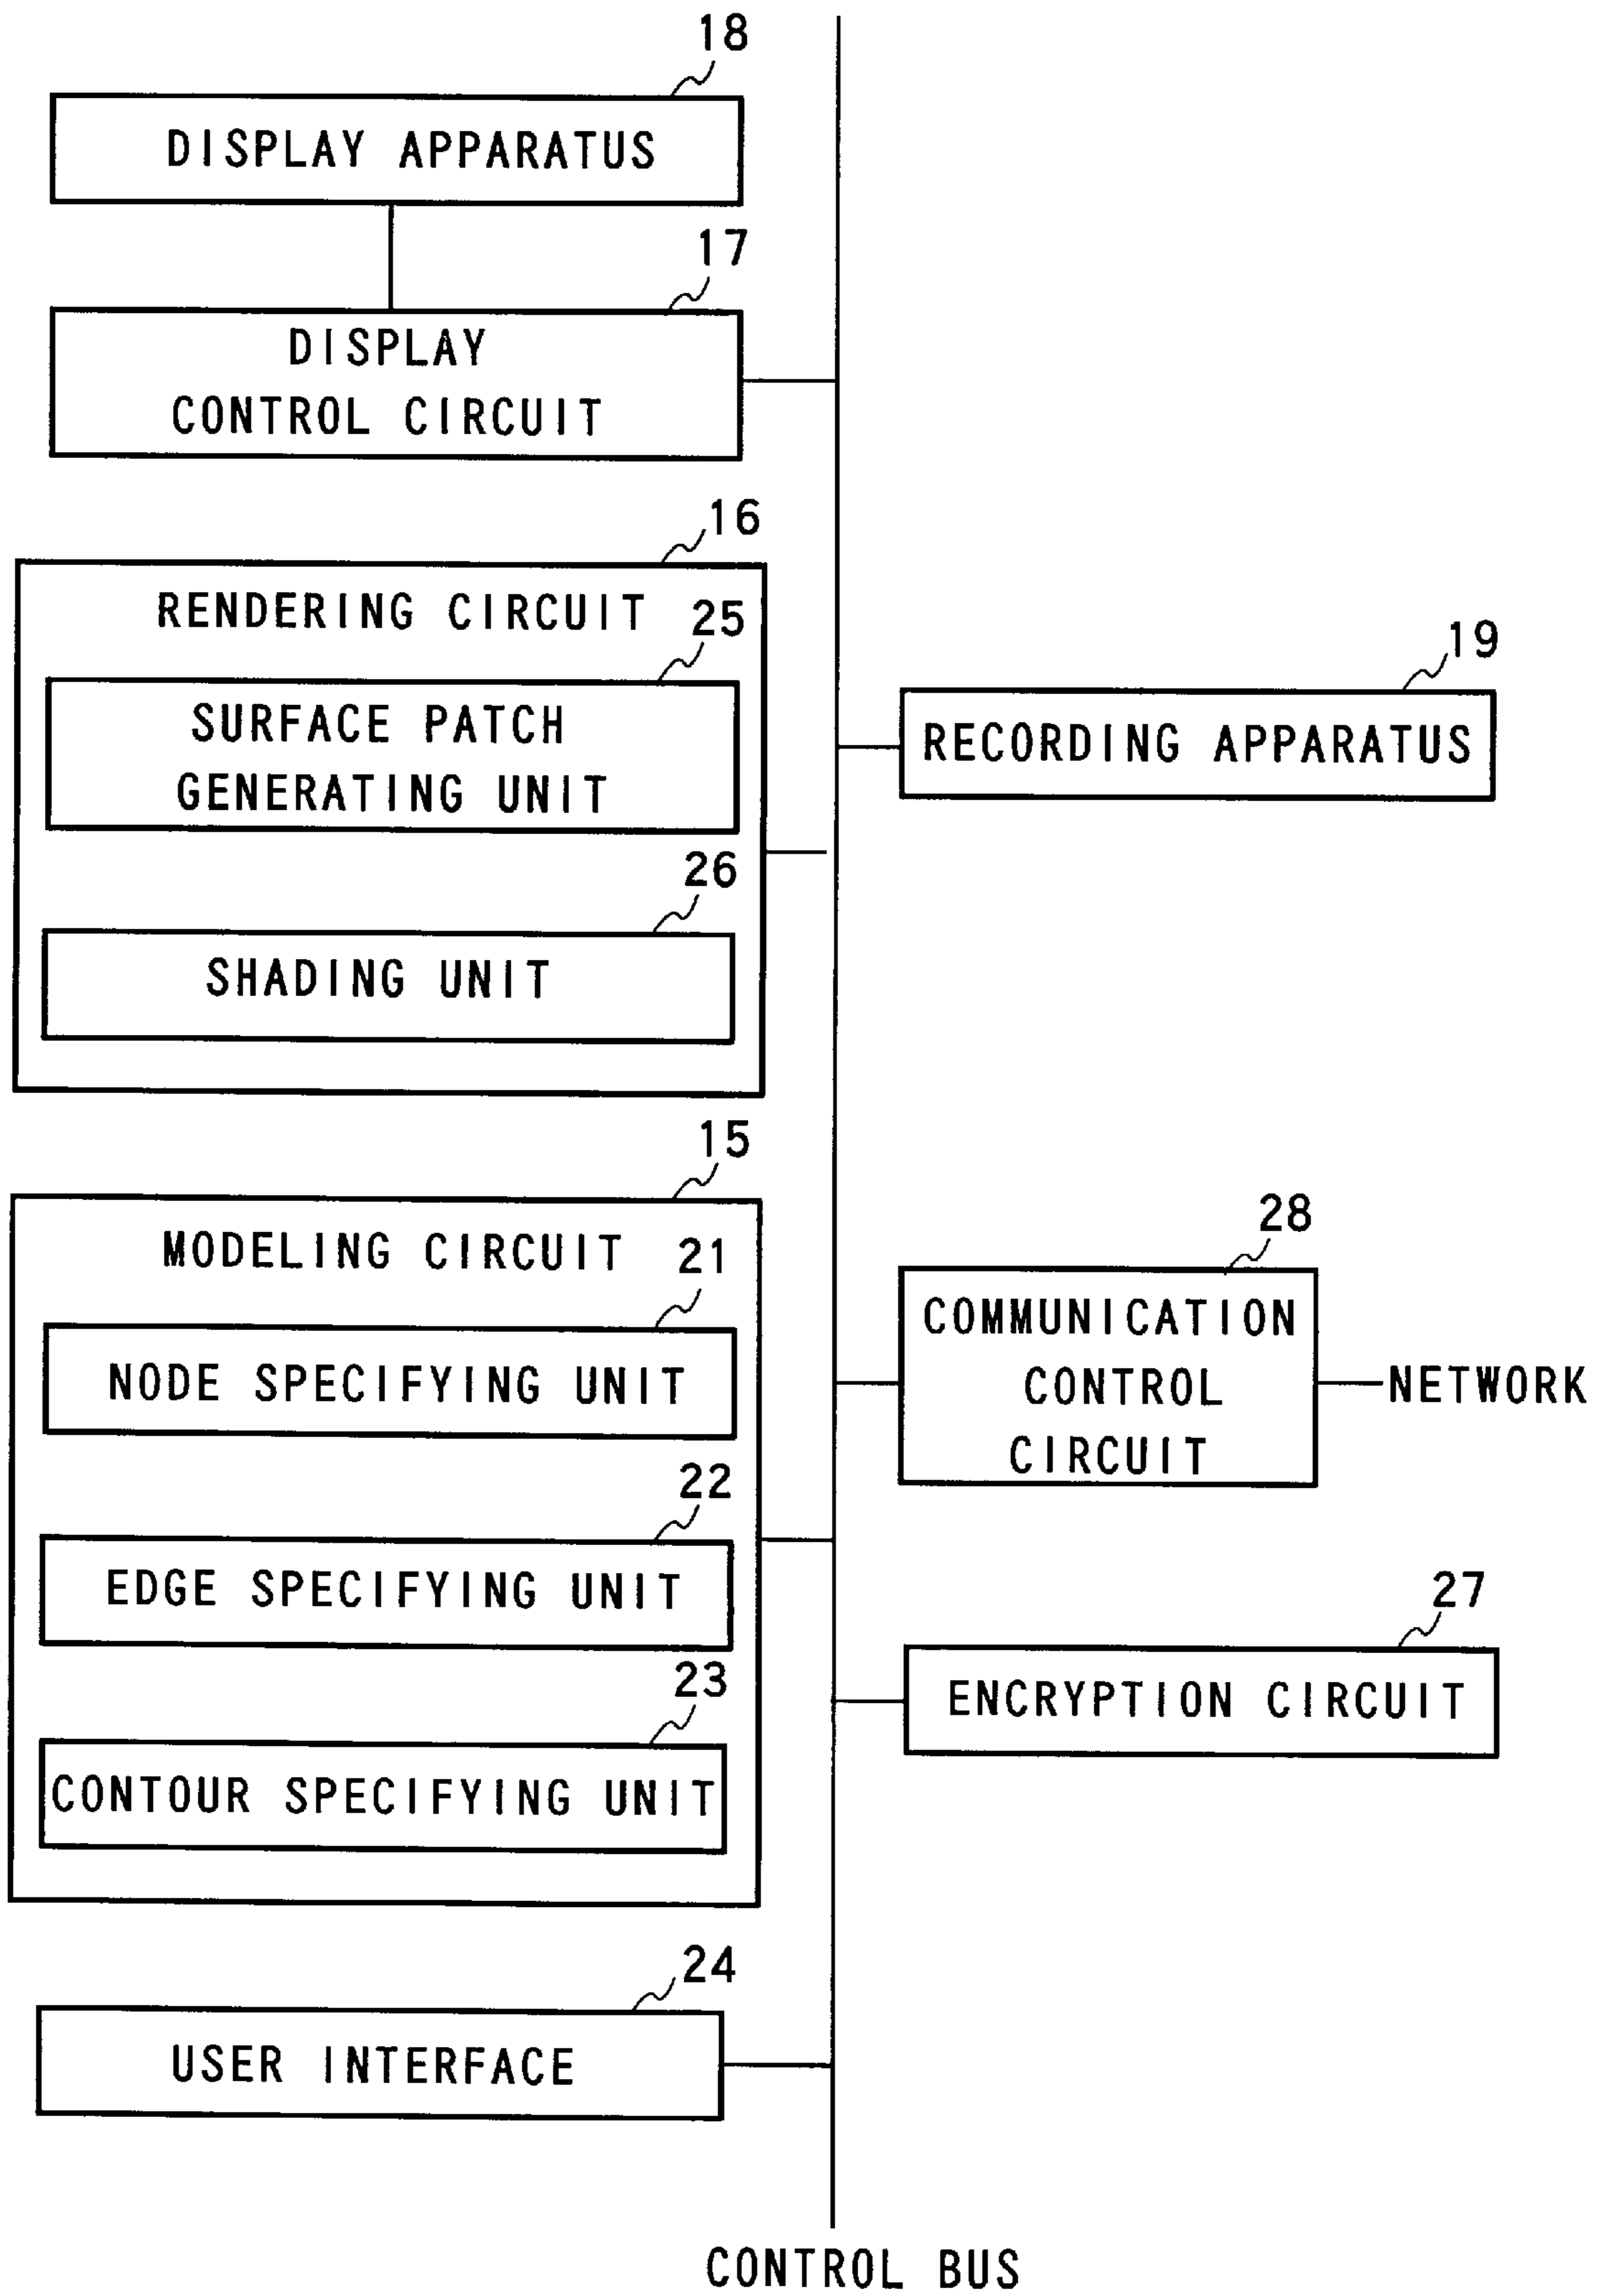 18
DISPLAY APPARATUS
17
DISPLAY
CONTROL CIRCUIT
16
RENDERING CIRCUIT
25
SURFACE PATCH
GENERATING UNIT
26
SHADING UNIT
19
RECORDING APPARATUS
15
MODELING CIRCUIT
21
NODE SPECIFYING UNIT
22
EDGE SPECIFYING UNIT
23
CONTOUR SPECIFYING UNIT
28
COMMUNICATION
CONTROL
CIRCUIT
NETWORK
27
ENCRYPTION CIRCUIT
24
USER INTERFACE
CONTROL BUS